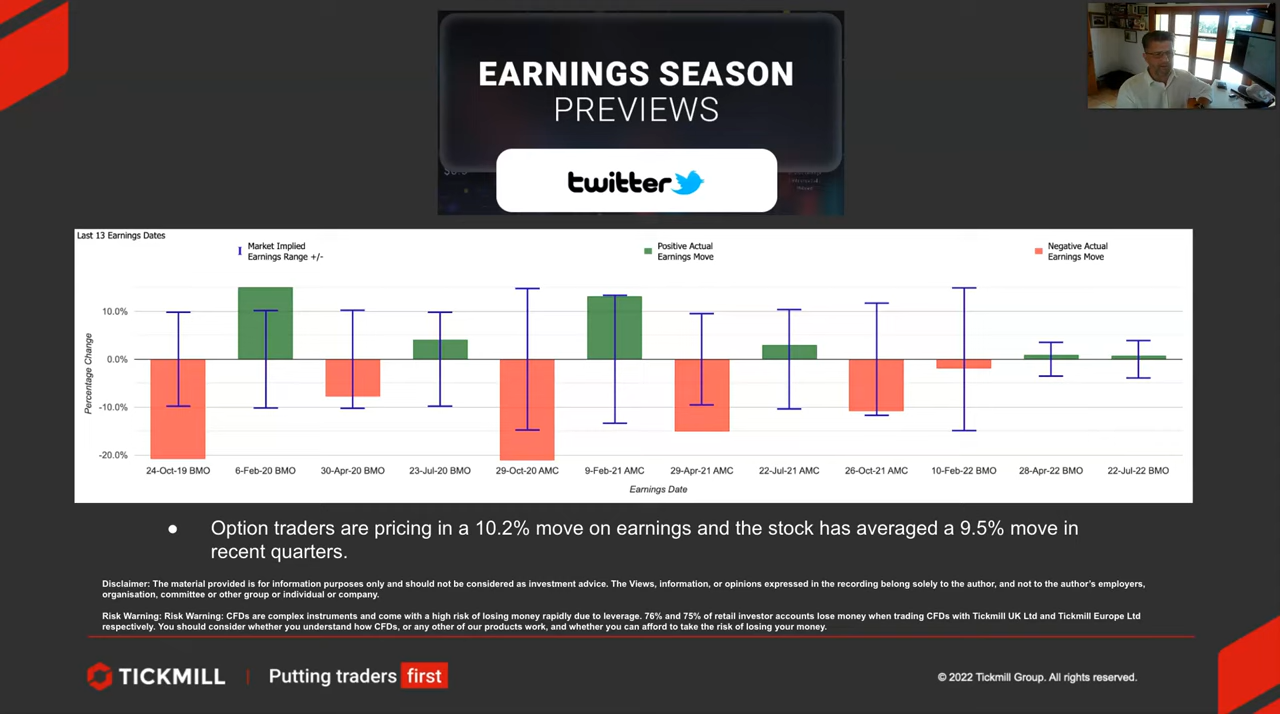 EARNINGS SEASON
PREVIEWS
twitter
Last 13 Earnings Dates
Market Implied
Earnings Range +/-
Positive Actual
Earnings Move
Negative Actual
Earnings Move
Percentage Change
10.0%
0.0%
-10.0%
-20.0%
24-Oct-19 BMO 6-Feb-20 BMO 30-Apr-20 BMO 23-Jul-20 BMO 29-Oct-20 AMC 9-Feb-21 AMC 29-Apr-21 AMC 22-Jul-21 AMC 26-Oct-21 AMC 10-Feb-22 BMO 28-Apr-22 BMO 22-Jul-22 BMO
Earnings Date
● Option traders are pricing in a 10.2% move on earnings and the stock has averaged a 9.5% move in
recent quarters.
Disclaimer: The material provided is for information purposes only and should not be considered as investment advice. The Views, information, or opinions expressed in the recording belong solely to the author, and not to the author's employers,
organisation, committee or other group or individual or company.
Risk Warning: Risk Warning: CFDs are complex instruments and come with a high risk of losing money rapidly due to leverage. 76% and 75% of retail investor accounts lose money when trading CFDs with Tickmill UK Ltd and Tickmill Europe Ltd
respectively. You should consider whether you understand how CFDs, or any other of our products work, and whether you can afford to take the risk of losing your money.
TICKMILL | Putting traders first
© 2022 Tickmill Group. All rights reserved.